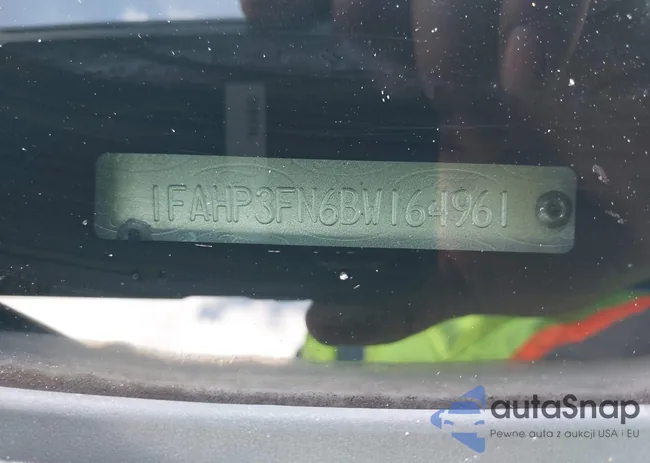 1FAHP3FN6BW164961
autaSnap
Pewne auta z aukcji USA i EU